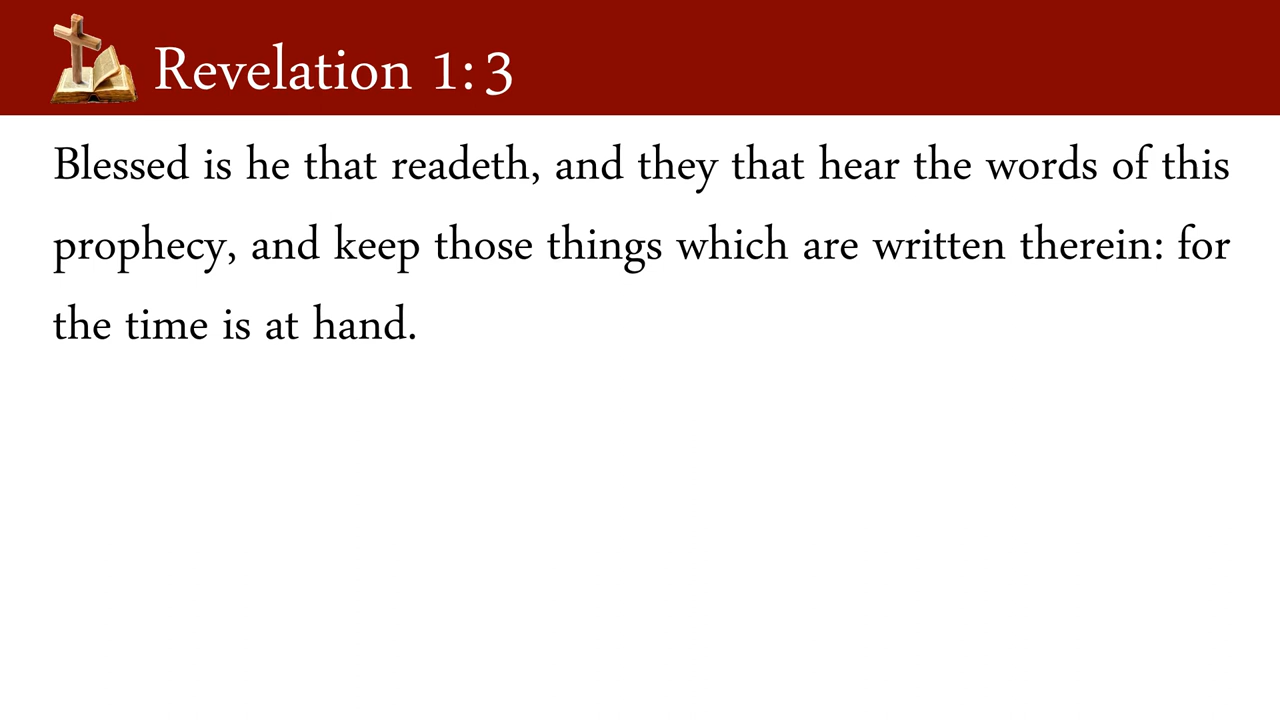 Revelation 1:3
Blessed is he that readeth, and they that hear the words of this
prophecy, and keep those things which are written therein: for
the time is at hand.